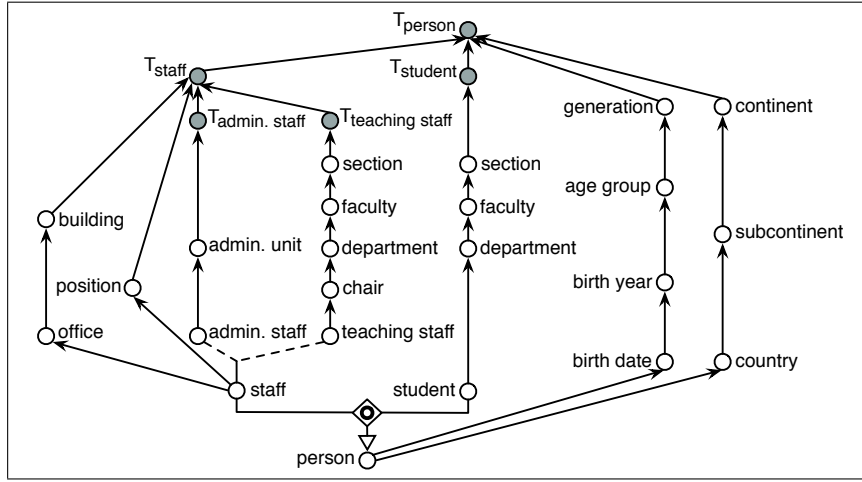 Tperson
Tstaff
Tstudent
generation
continent
Tadmin. staff
Tteaching staff
section
section
age group
faculty
faculty
building
subcontinent
admin. unit
department
department
position
chair
birth year
office
admin. staff
teaching staff
birth date
country
staff
student
person